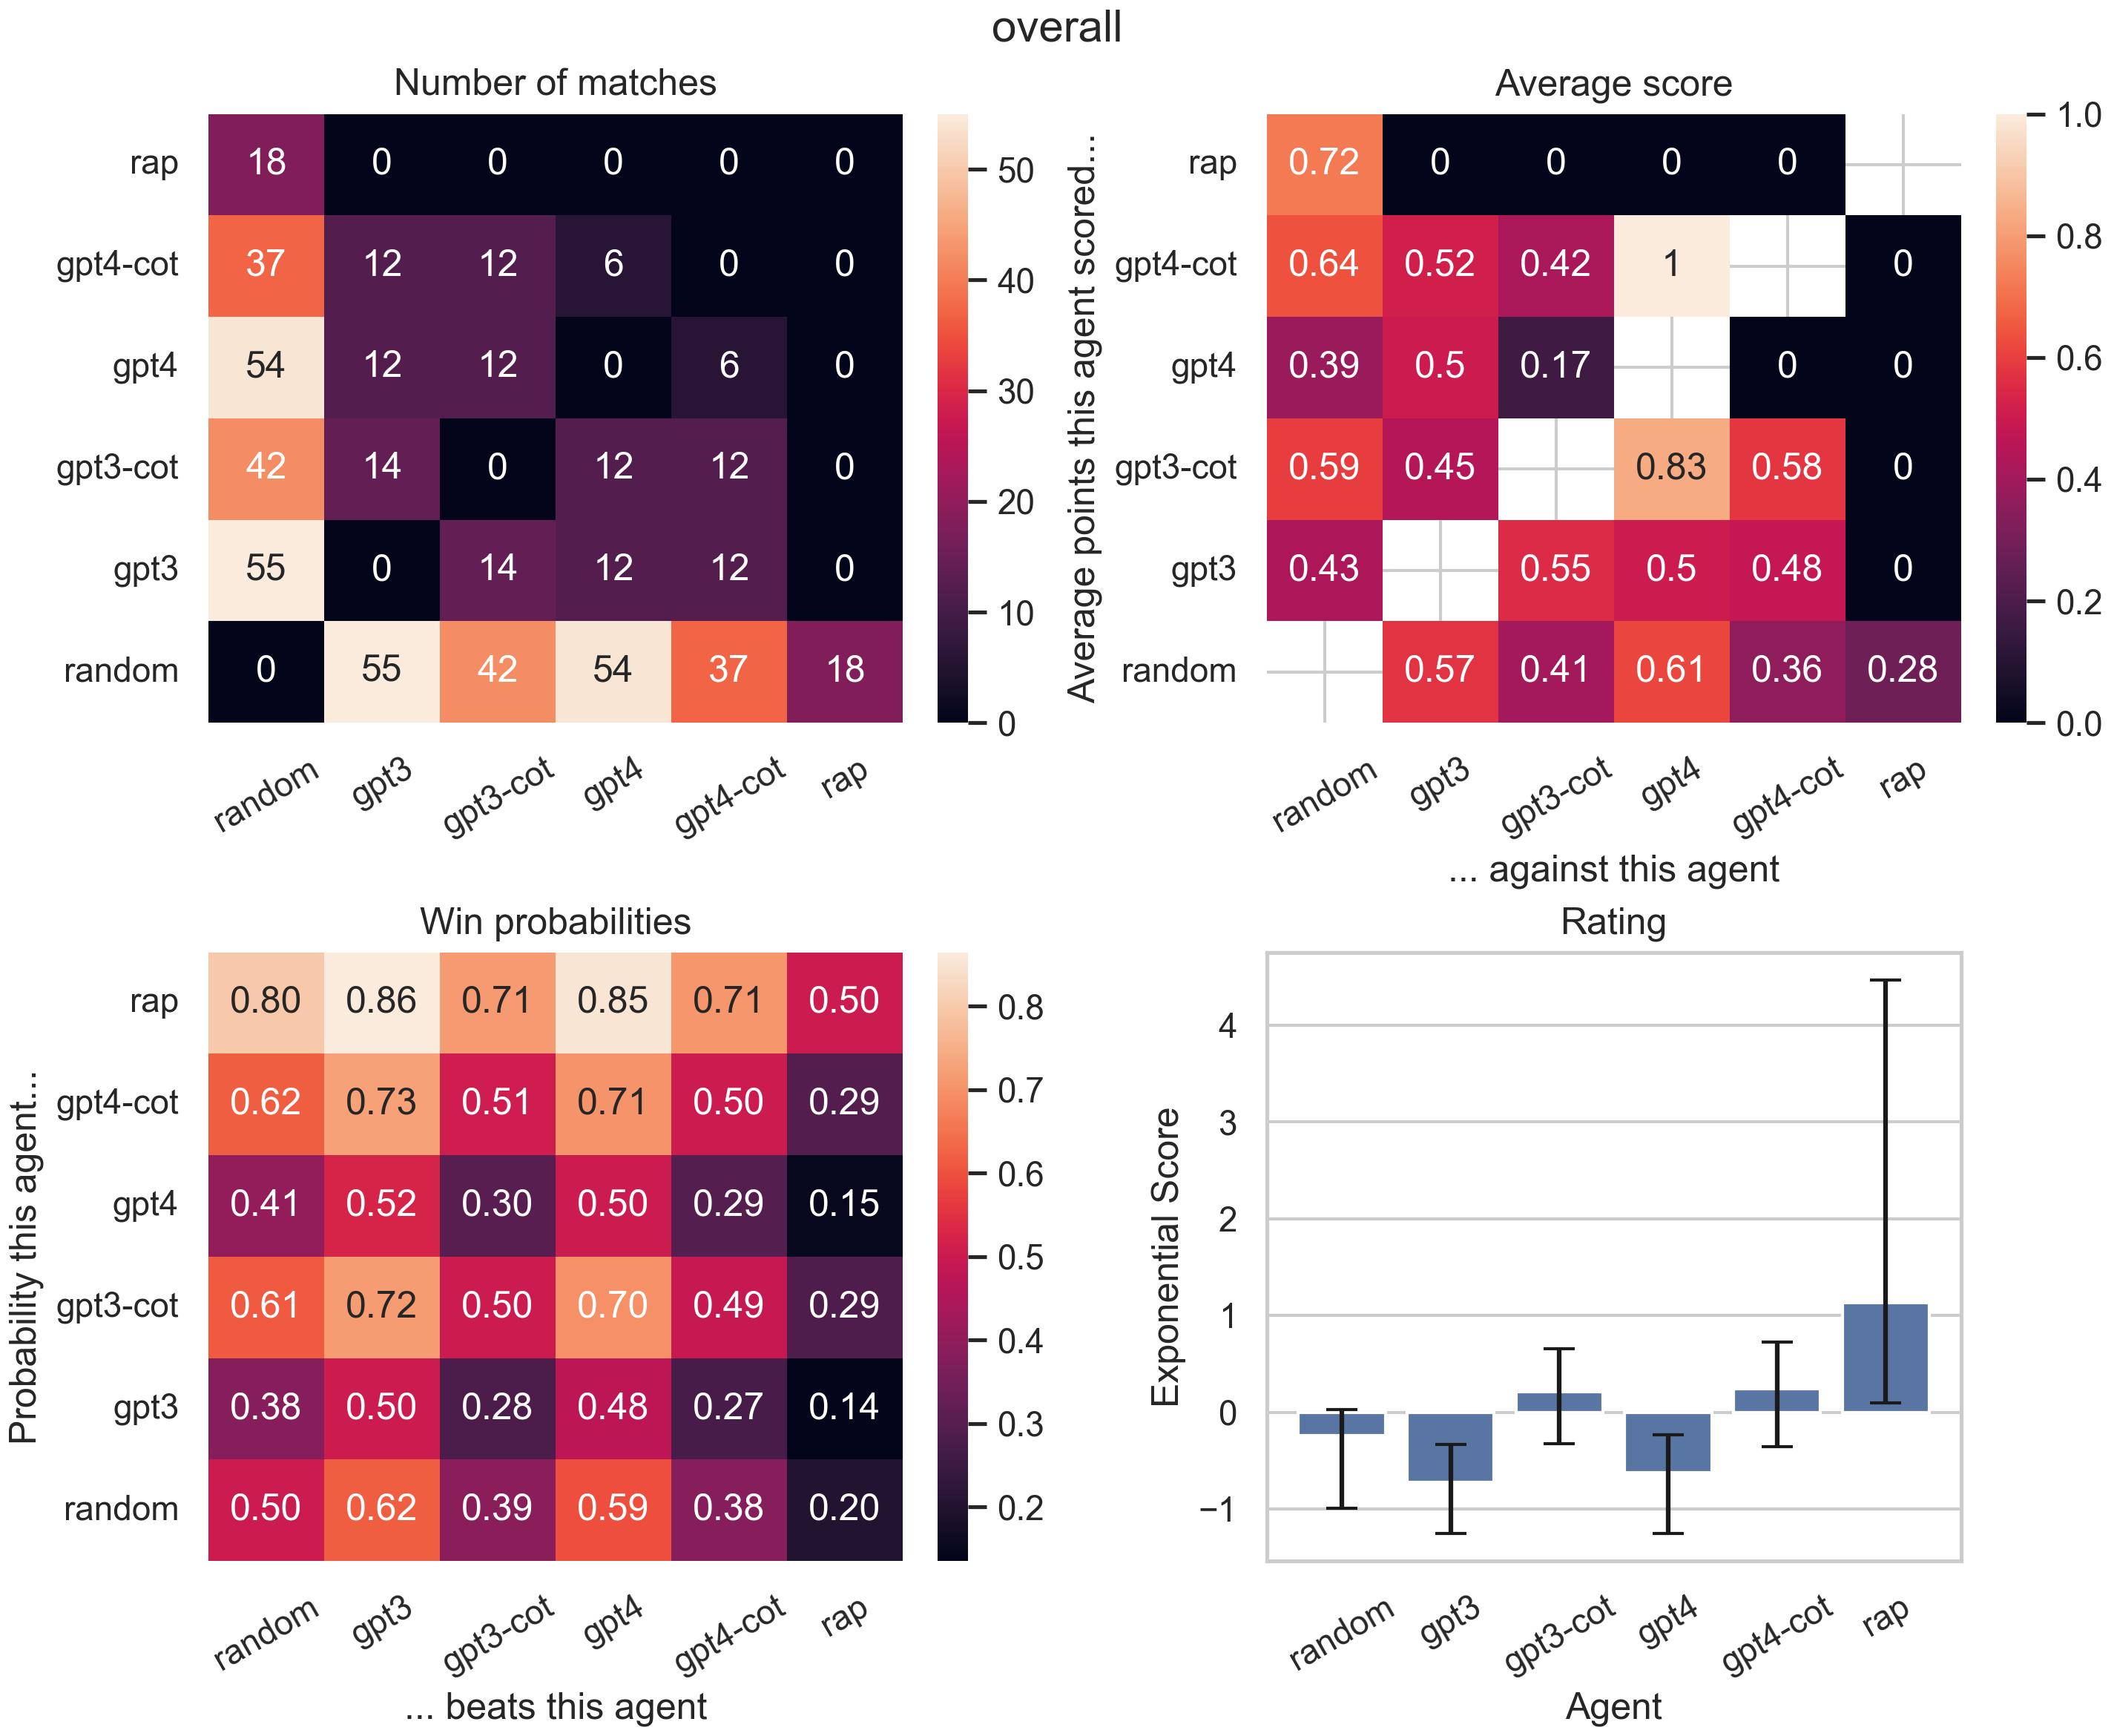 overall
Number of matches
rap 18 0 0 0 0 0
gpt4-cot 37 12 12 6 0 0
gpt4 54 12 12 0 6 0
gpt3-cot 42 14 0 12 12 0
gpt3 55 0 14 12 12 0
random 0 55 42 54 37 18
random gpt3 gpt3-cot gpt4 gpt4-cot rap
50
40
30
20
10
0
Average score
Average points this agent scored...
rap 0.72 0 0 0 0
gpt4-cot 0.64 0.52 0.42 1 0
gpt4 0.39 0.5 0.17 0 0
gpt3-cot 0.59 0.45 0.83 0.58 0
gpt3 0.43 0.55 0.5 0.48 0
random 0.57 0.41 0.61 0.36 0.28
random gpt3 gpt3-cot gpt4 gpt4-cot rap
... against this agent
1.0
0.8
0.6
0.4
0.2
0.0
Win probabilities
Probability this agent...
rap 0.80 0.86 0.71 0.85 0.71 0.50
gpt4-cot 0.62 0.73 0.51 0.71 0.50 0.29
gpt4 0.41 0.52 0.30 0.50 0.29 0.15
gpt3-cot 0.61 0.72 0.50 0.70 0.49 0.29
gpt3 0.38 0.50 0.28 0.48 0.27 0.14
random 0.50 0.62 0.39 0.59 0.38 0.20
random gpt3 gpt3-cot gpt4 gpt4-cot rap
... beats this agent
0.8
0.7
0.6
0.5
0.4
0.3
0.2
Rating
Exponential Score
4
3
2
1
0
−1
random gpt3 gpt3-cot gpt4 gpt4-cot rap
Agent